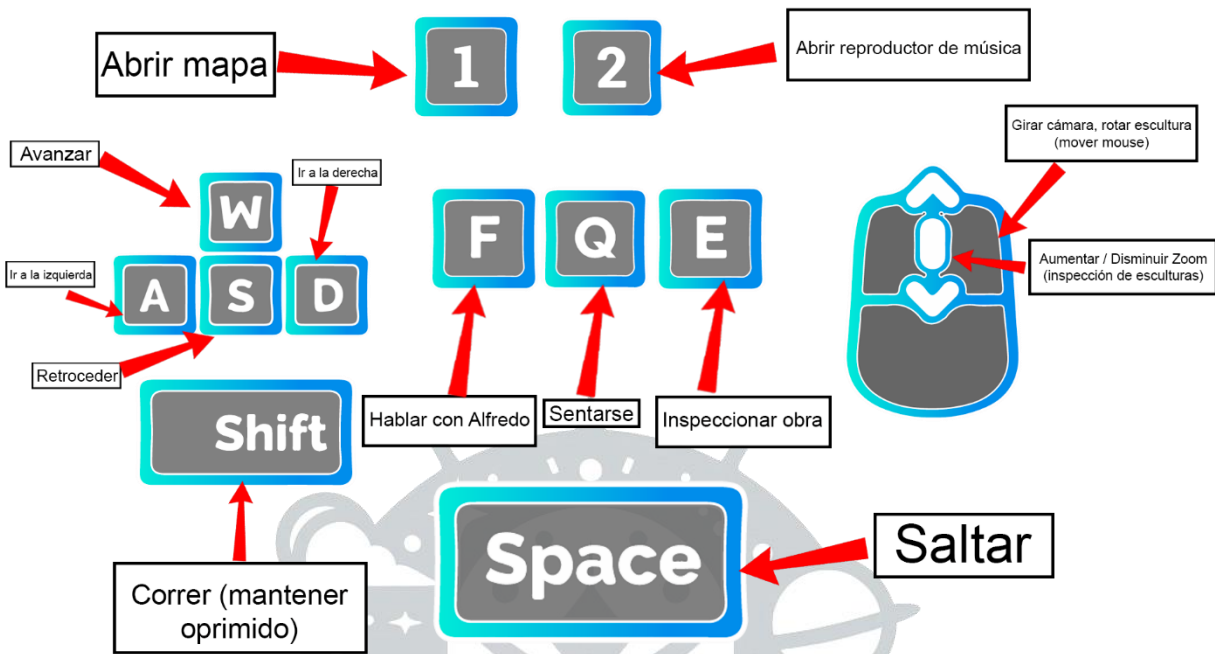 Abrir mapa
1
2
Abrir reproductor de música
Girar cámara, rotar escultura
(mover mouse)
Avanzar
Ir a la derecha
W
F
Q
E
Aumentar / Disminuir Zoom
(inspección de esculturas)
Ir a la izquierda
A
S
D
Retroceder
Shift
Hablar con Alfredo
Sentarse
Inspeccionar obra
Space
Saltar
Correr (mantener
oprimido)